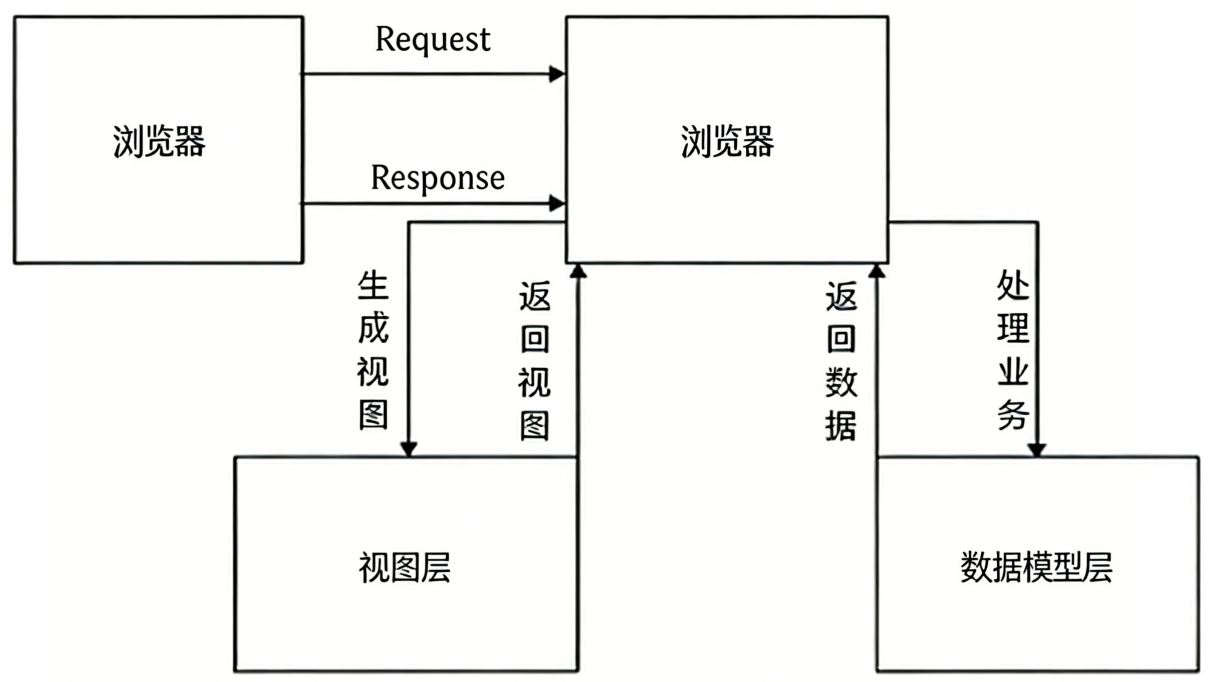 Request
浏览器
浏览器
Response
生成视图
返回视图
返回数据
处理业务
视图层
数据模型层